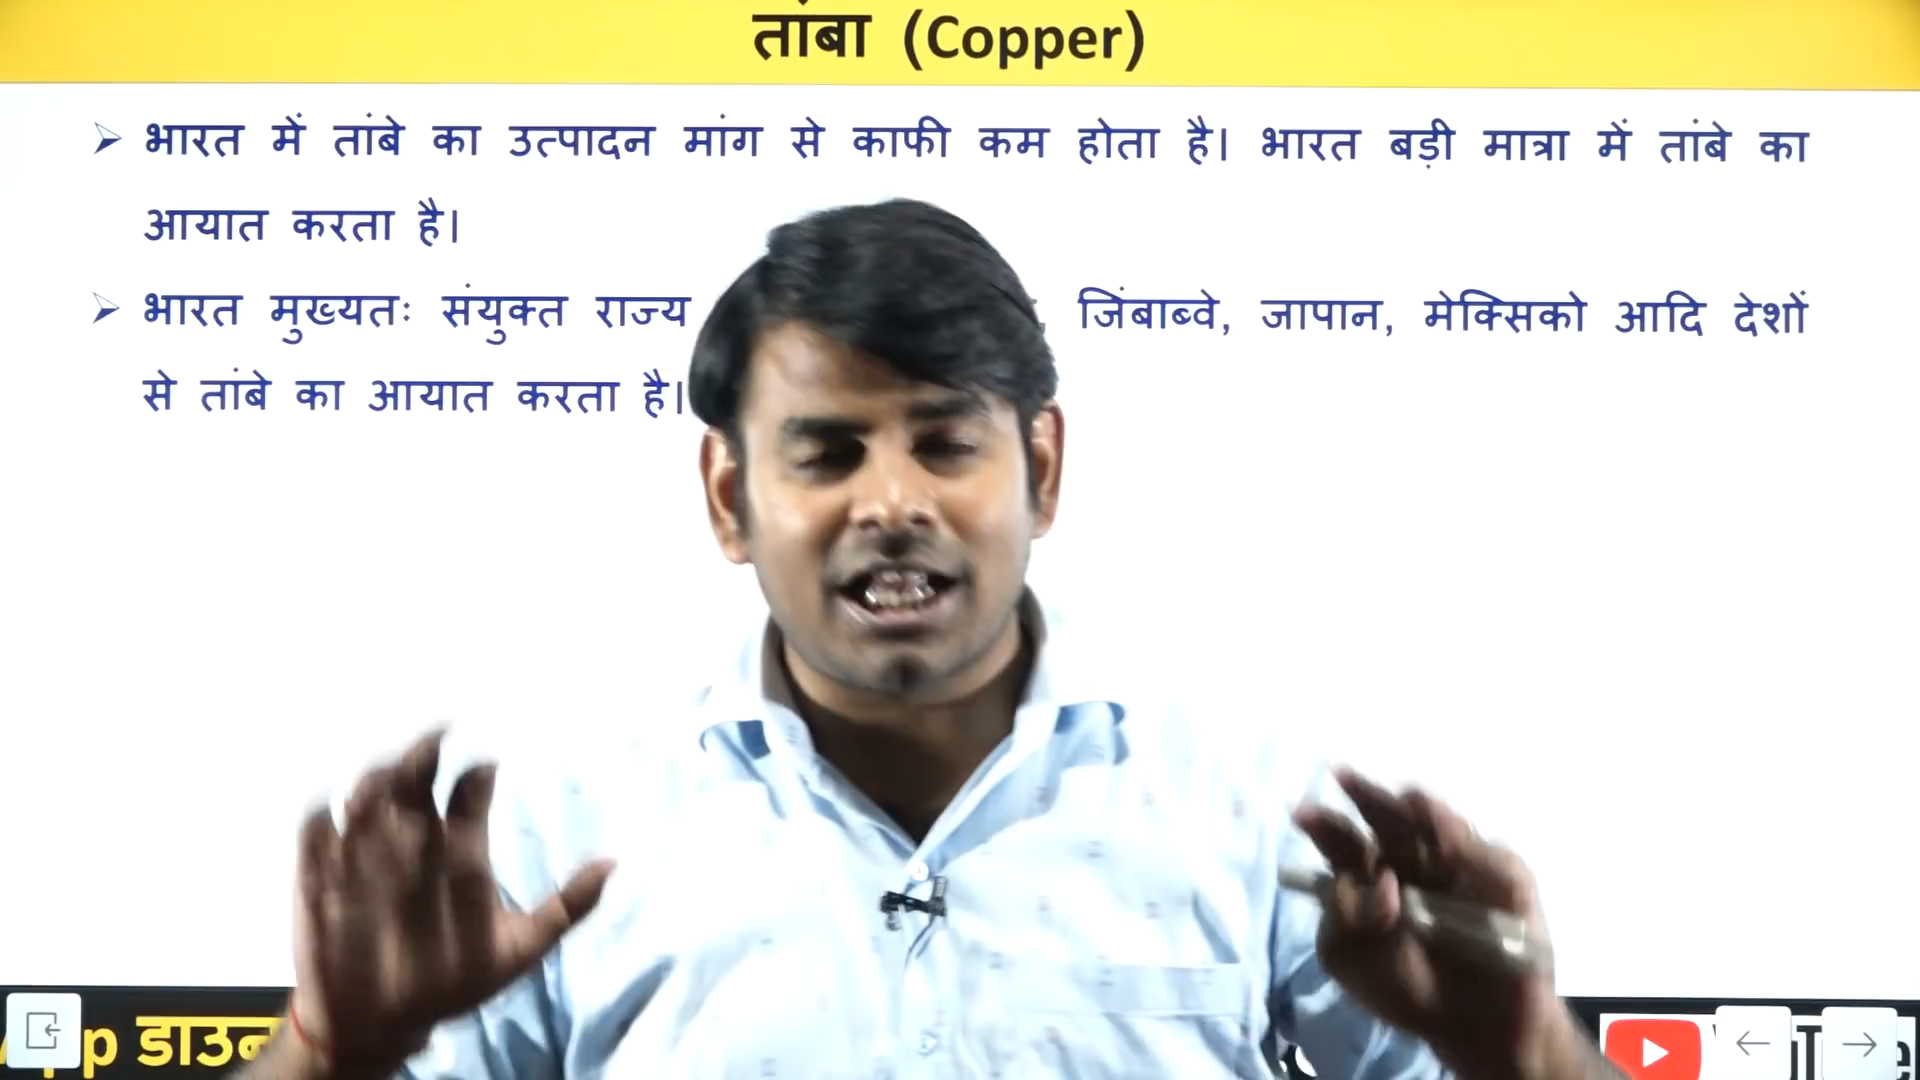 तांबा (Copper)
भारत में तांबे का उत्पादन मांग से काफी कम होता है। भारत बड़ी मात्रा में तांबे का
आयात करता है।
भारत मुख्यतः संयुक्त राज्य जिंबाब्वे, जापान, मेक्सिको आदि देशों
से तांबे का आयात करता है।